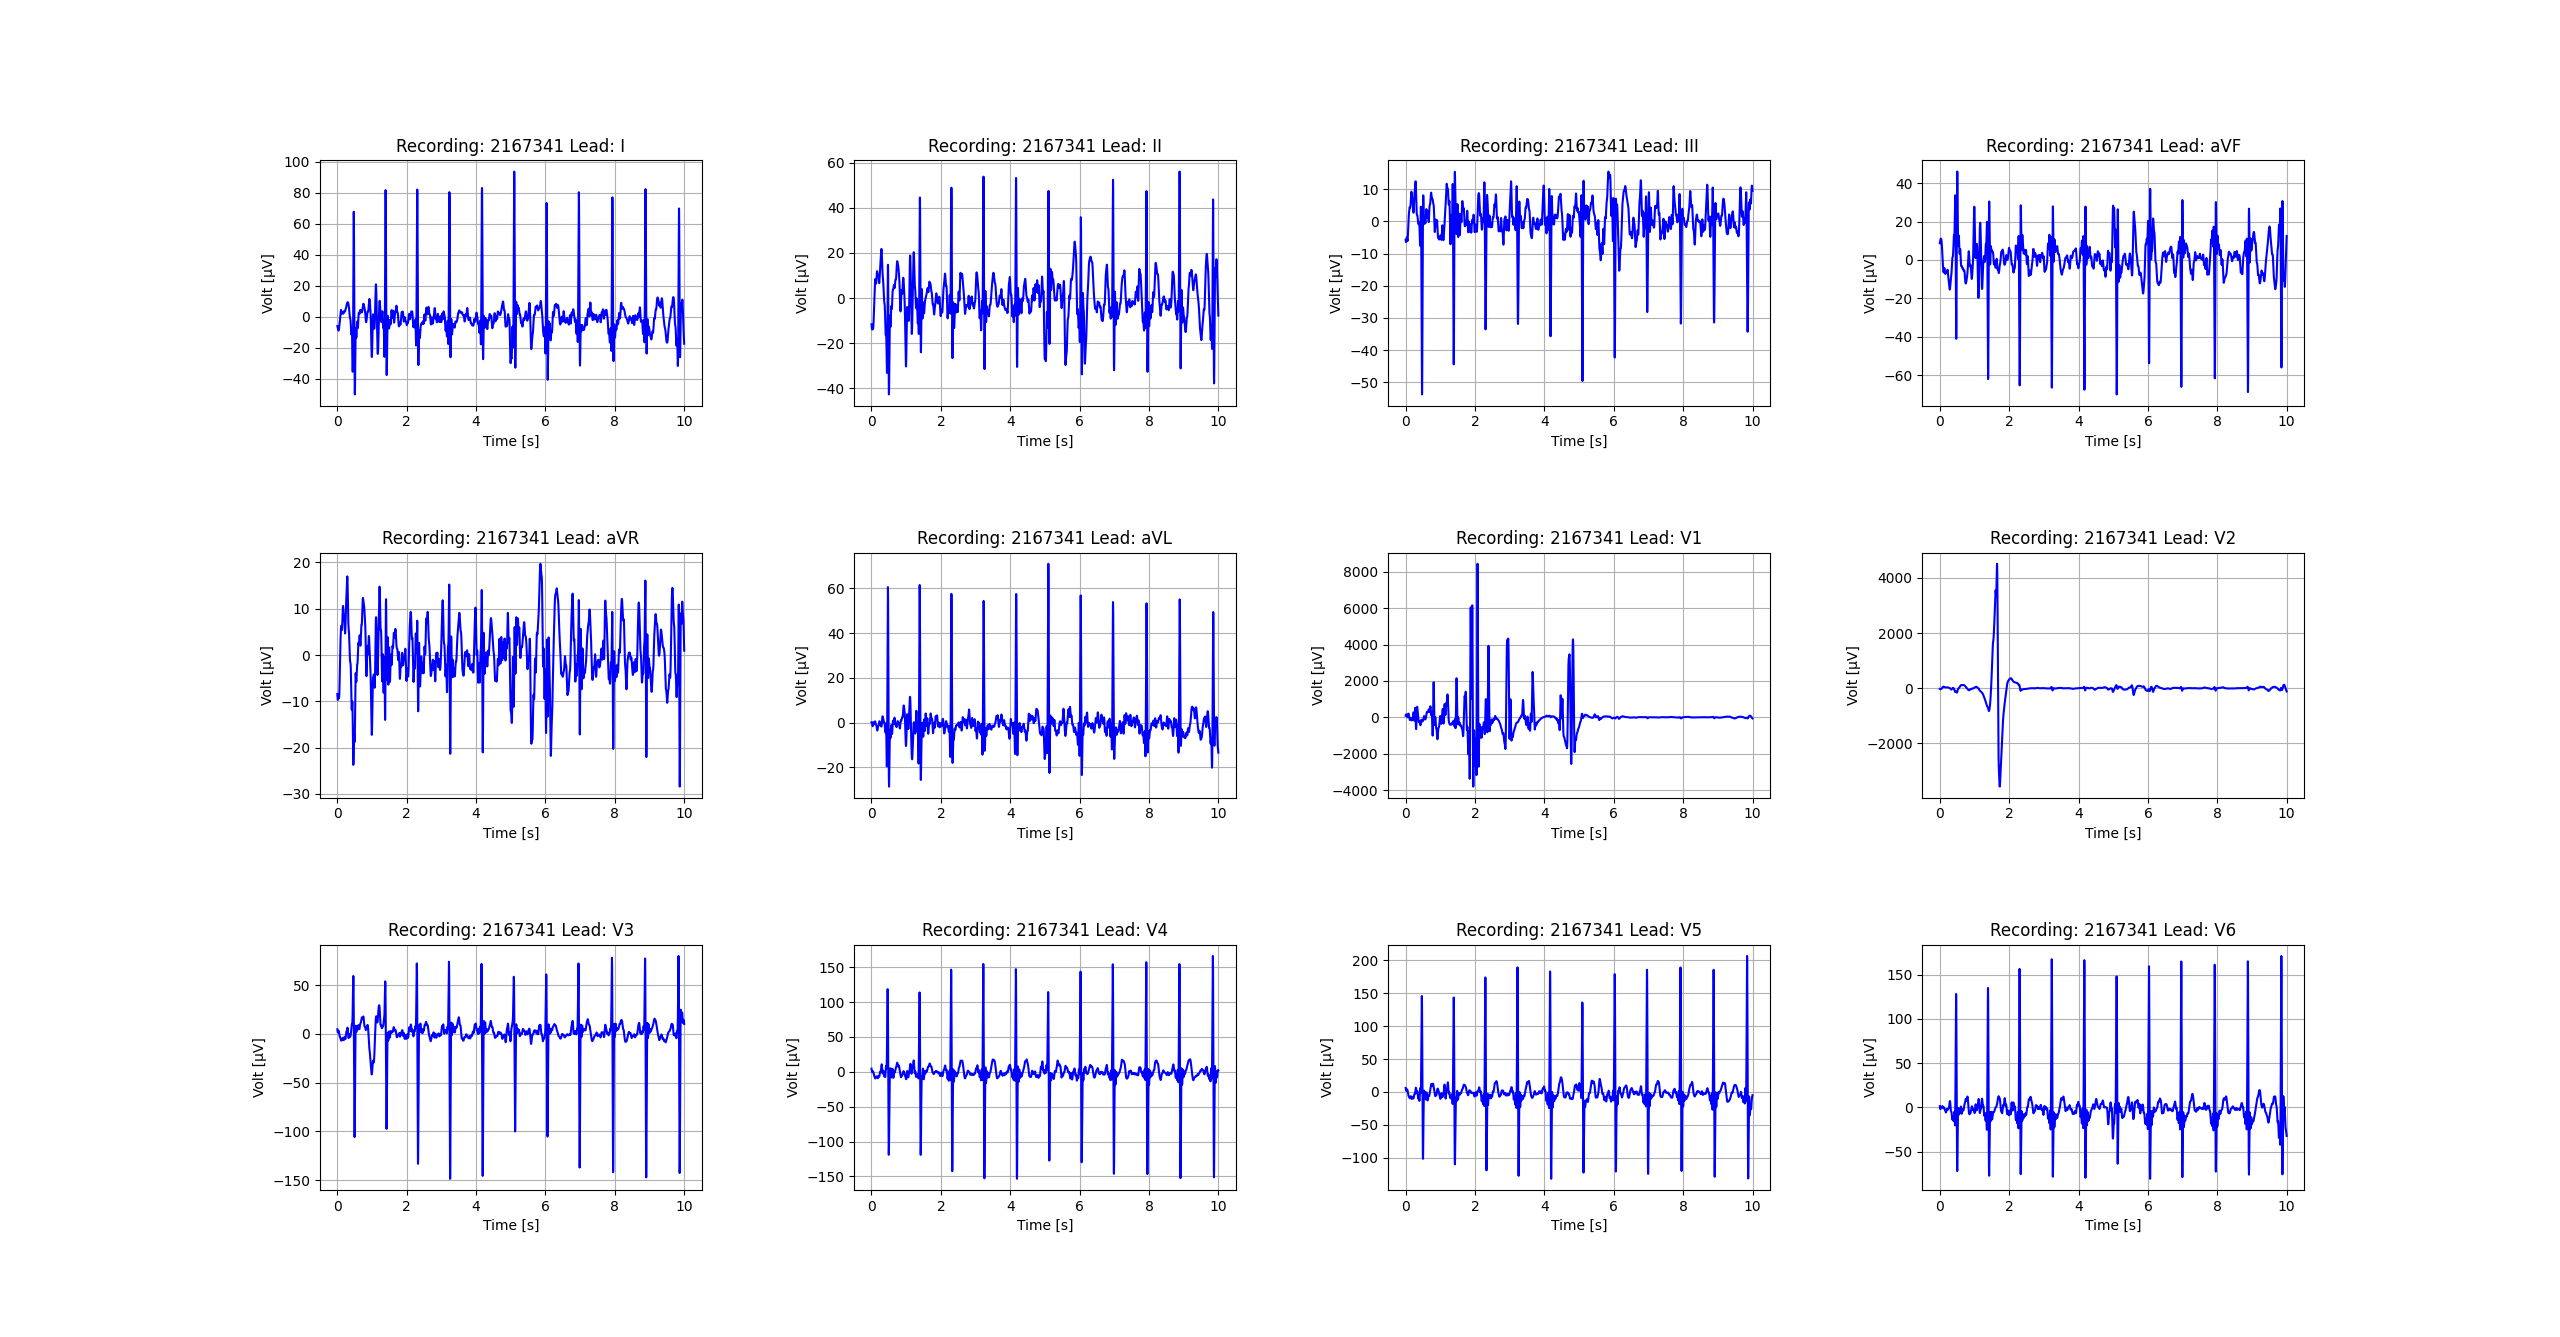 Recording: 2167341 Lead: I
100
80
60
40
20
0
−20
−40
Volt [µV]
0 2 4 6 8 10
Time [s]
Recording: 2167341 Lead: II
60
40
20
0
−20
−40
Volt [µV]
0 2 4 6 8 10
Time [s]
Recording: 2167341 Lead: III
10
0
−10
−20
−30
−40
−50
Volt [µV]
0 2 4 6 8 10
Time [s]
Recording: 2167341 Lead: aVF
40
20
0
−20
−40
−60
Volt [µV]
0 2 4 6 8 10
Time [s]
Recording: 2167341 Lead: aVR
20
10
0
−10
−20
−30
Volt [µV]
0 2 4 6 8 10
Time [s]
Recording: 2167341 Lead: aVL
60
40
20
0
−20
Volt [µV]
0 2 4 6 8 10
Time [s]
Recording: 2167341 Lead: V1
8000
6000
4000
2000
0
−2000
−4000
Volt [µV]
0 2 4 6 8 10
Time [s]
Recording: 2167341 Lead: V2
4000
2000
0
−2000
Volt [µV]
0 2 4 6 8 10
Time [s]
Recording: 2167341 Lead: V3
50
0
−50
−100
−150
Volt [µV]
0 2 4 6 8 10
Time [s]
Recording: 2167341 Lead: V4
150
100
50
0
−50
−100
−150
Volt [µV]
0 2 4 6 8 10
Time [s]
Recording: 2167341 Lead: V5
200
150
100
50
0
−50
−100
Volt [µV]
0 2 4 6 8 10
Time [s]
Recording: 2167341 Lead: V6
150
100
50
0
−50
Volt [µV]
0 2 4 6 8 10
Time [s]